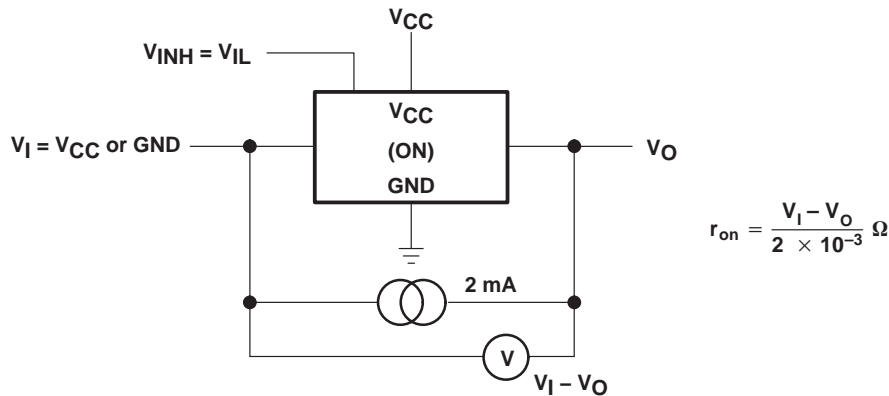 VCC
VINH = VIL
VCC
VI = VCC or GND
(ON)
VO
GND
ron = VI – VO / 2 × 10–3 Ω
2 mA
V
VI – VO